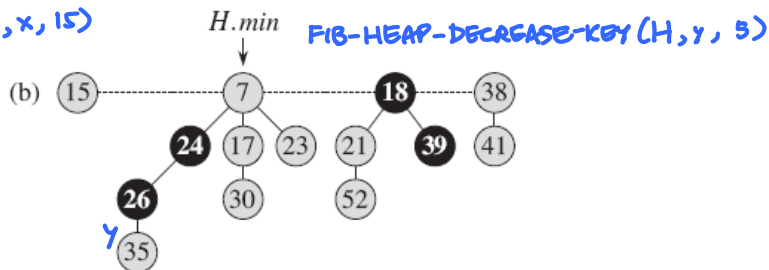 , x, 15)
H.min
FIB-HEAP-DECREASE-KEY (H, y, 5)
(b) 15 7 18 38
24 17 23 21 39 41
26 30 52
y 35